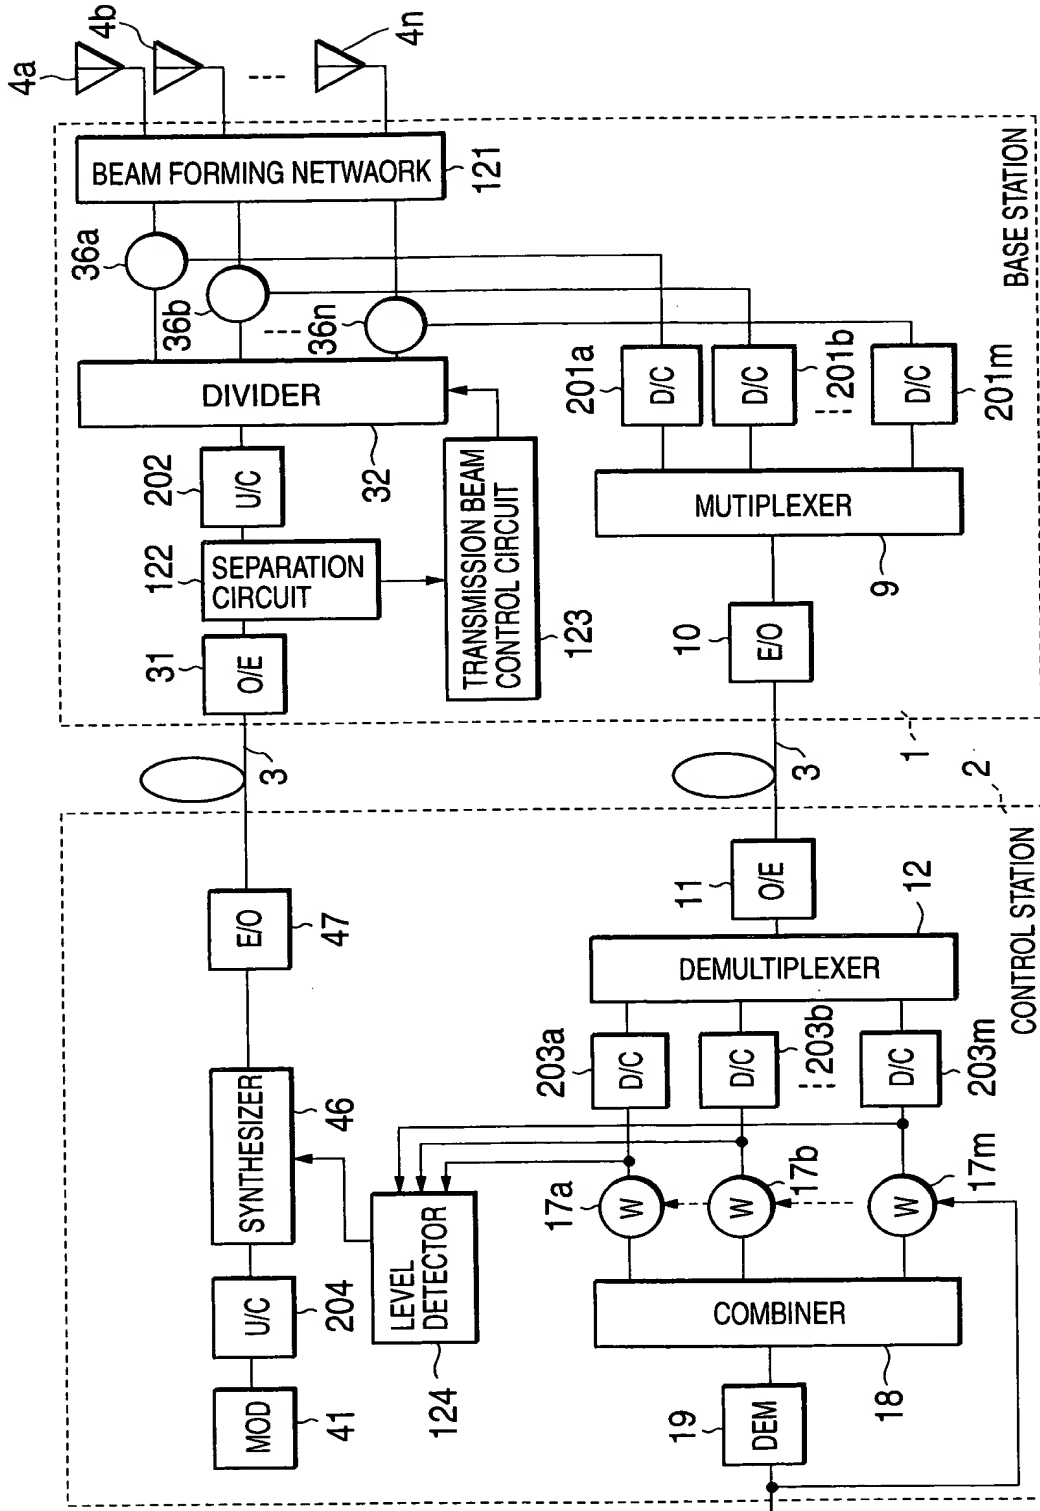 4a
4b
4n
BEAM FORMING NETWAORK
121
36a
36b
36n
BASE STATION
DIVIDER
32
202
U/C
122
SEPARATION
CIRCUIT
31
O/E
TRANSMISSION BEAM
CONTROL CIRCUIT
123
201a
D/C
D/C
201b
D/C
201m
MUTIPLEXER
9
10
E/O
3
3
1
2
CONTROL STATION
E/O
47
SYNTHESIZER
46
U/C
204
MOD
41
LEVEL
DETECTOR
124
11
O/E
12
DEMULTIPLEXER
203a
D/C
D/C
203b
D/C
203m
17a
W
W
17b
W
17m
COMBINER
18
19
DEM